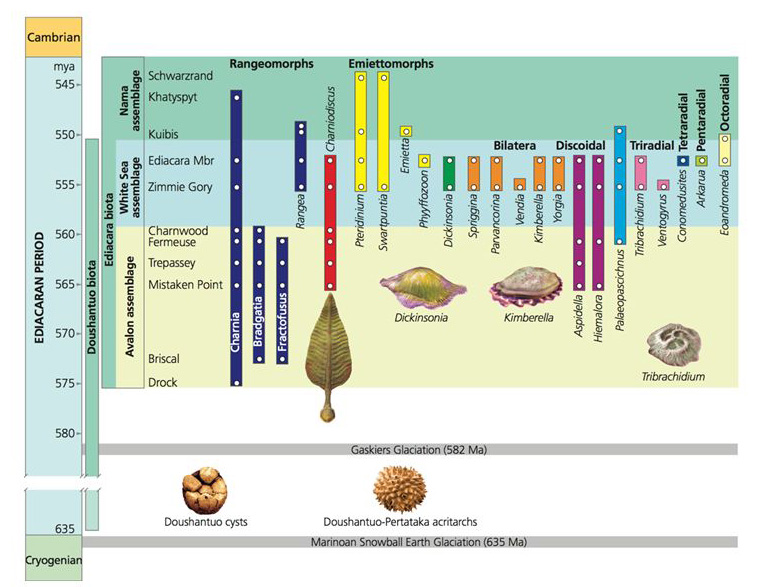 Cambrian
mya
545
550
555
560
565
570
575
580
635
Cryogenian
EDIACARAN PERIOD
Doushantuo biota
Ediacara biota
Nama
assemblage
White Sea
assemblage
Avalon assemblage
Schwarzrand
Khatyspyt
Kuibis
Ediacara Mbr
Zimmie Gory
Charnwood
Fermeuse
Trepassey
Mistaken Point
Briscal
Drock
Rangeomorphs
Emiettomorphs
Bilatera
Discoidal
Triradial
Tetraradial
Pentaradial
Octoradial
Charnia
Bradgatia
Fractofusus
Rangea
Charniodiscus
Pteridinium
Swartpuntia
Emietta
Phyyffozoon
Dickinsonia
Spriggina
Parvancorina
Vendia
Kimberella
Yorgia
Aspidella
Hiemalora
Palaeopascichnus
Tribrachidium
Ventogyrus
Conomedusites
Arkarua
Eoandromeda
Dickinsonia
Kimberella
Tribrachidium
Gaskiers Glaciation (582 Ma)
Doushantuo cysts
Doushantuo-Pertataka acritarchs
Marinoan Snowball Earth Glaciation (635 Ma)